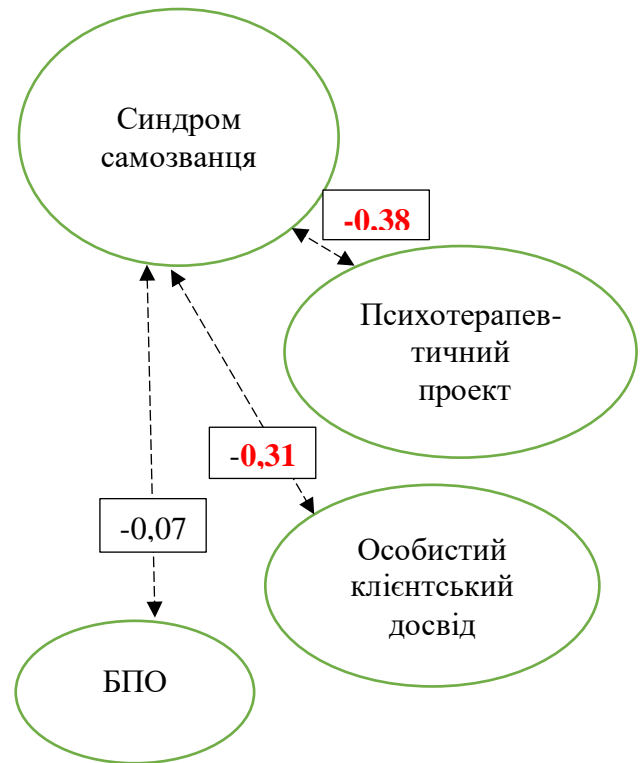 Синдром
самозванця
-0,38
Психотерапев-
тичний
проект
-0,31
-0,07
Особистий
клієнтський
досвід
БПО